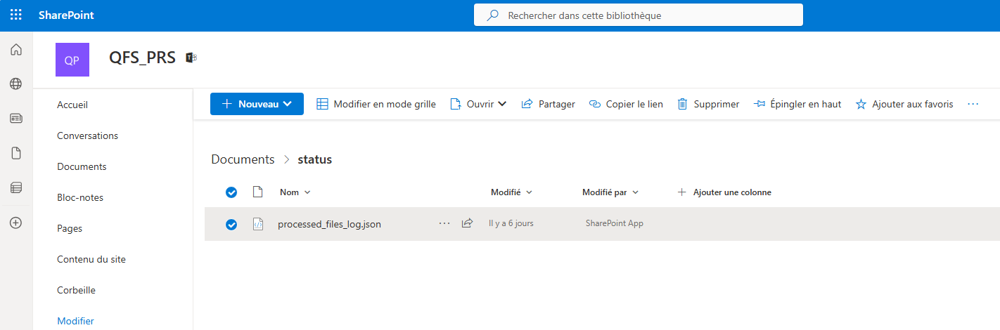 SharePoint
Rechercher dans cette bibliothèque
QP
QFS_PRS
Accueil
Conversations
Documents
Bloc-notes
Pages
Contenu du site
Corbeille
Modifier
Nouveau
Modifier en mode grille
Ouvrir
Partager
Copier le lien
Supprimer
Épingler en haut
Ajouter aux favoris
Documents > status
Nom Modifié Modifié par Ajouter une colonne
processed_files_log.json Il y a 6 jours SharePoint App